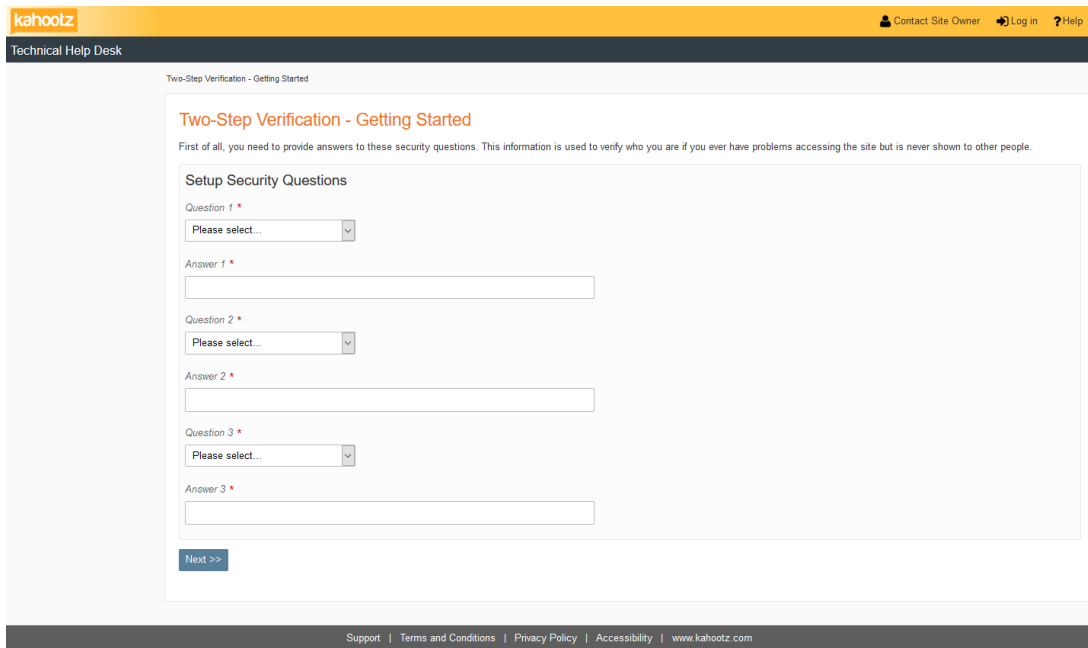 kahootz
Contact Site Owner Log in ? Help
Technical Help Desk
Two-Step Verification - Getting Started
Two-Step Verification - Getting Started
First of all, you need to provide answers to these security questions. This information is used to verify who you are if you ever have problems accessing the site but is never shown to other people.
Setup Security Questions
Question 1 *
Please select...
Answer 1 *
Question 2 *
Please select...
Answer 2 *
Question 3 *
Please select...
Answer 3 *
Next >>
Support | Terms and Conditions | Privacy Policy | Accessibility | www.kahootz.com